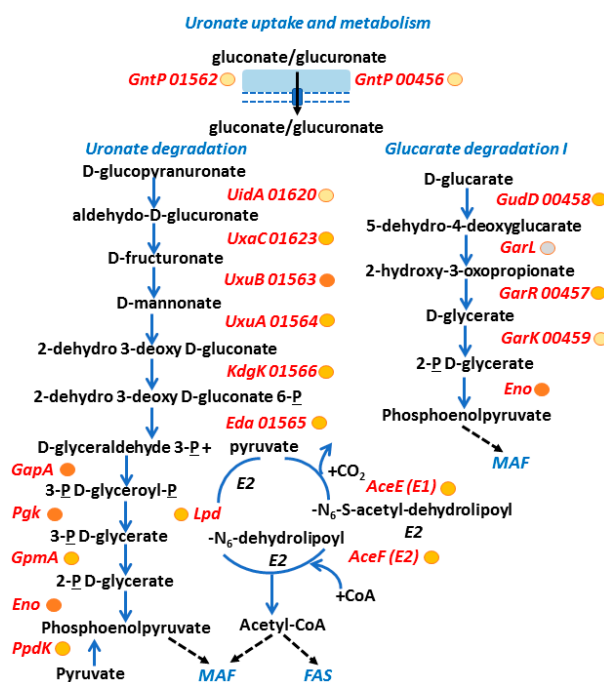 Uronate uptake and metabolism
gluconate/glucuronate
GntP 01562
GntP 00456
gluconate/glucuronate
Uronate degradation
D-glucopyranuronate
UidA 01620
aldehydo-D-glucuronate
UxaC 01623
D-fructuronate
UxuB 01563
D-mannonate
UxuA 01564
2-dehydro 3-deoxy D-gluconate
KdgK 01566
2-dehydro 3-deoxy D-gluconate 6-P
Eda 01565
D-glyceraldehyde 3-P + pyruvate
GapA
3-P D-glyceroyl-P
Pgk
3-P D-glycerate
GpmA
2-P D-glycerate
Eno
Phosphoenolpyruvate
PpdK
Pyruvate
MAF
E2
+CO2
AceE (E1)
-N6-S-acetyl-dehydrolipoyl
Lpd
E2
-N6-dehydrolipoyl
E2
AceF (E2)
+CoA
Acetyl-CoA
FAS
Glucarate degradation I
D-glucarate
GudD 00458
5-dehydro-4-deoxyglucarate
GarL
2-hydroxy-3-oxopropionate
GarR 00457
D-glycerate
GarK 00459
2-P D-glycerate
Eno
Phosphoenolpyruvate
MAF